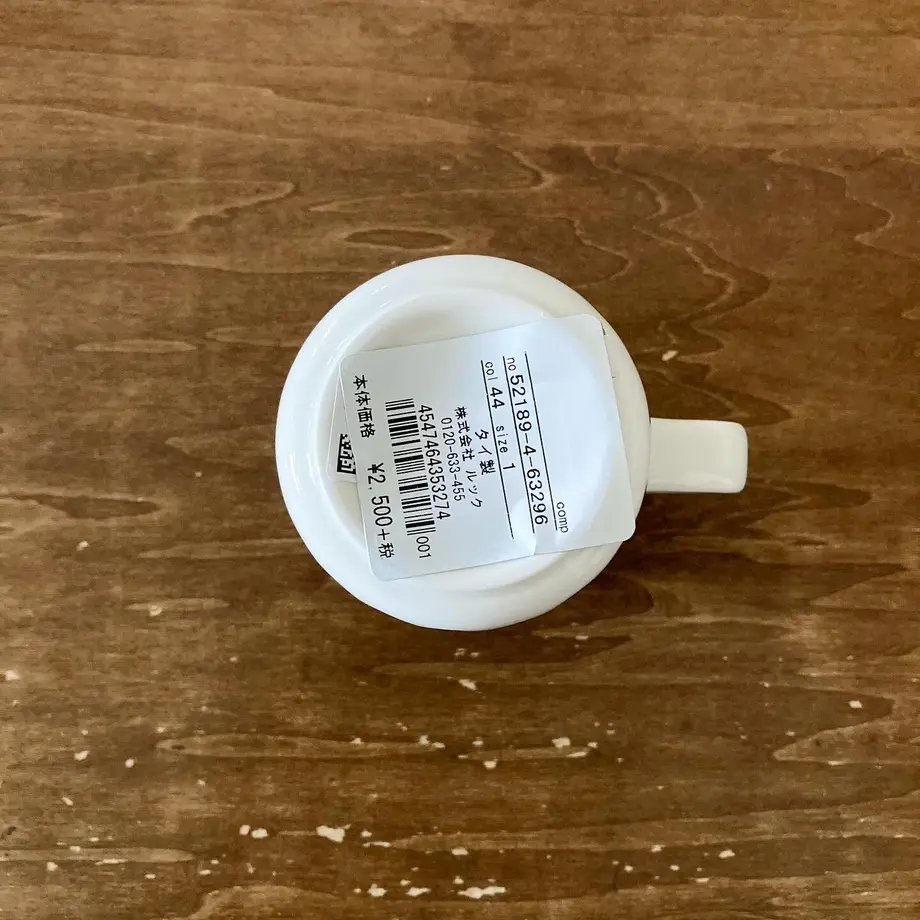 comp
no 52189-4-63296
col 44 size 1
タイ製
株式会社 ルック
0120-633-455
4547464353274
001
本体価格 ¥2,500+税